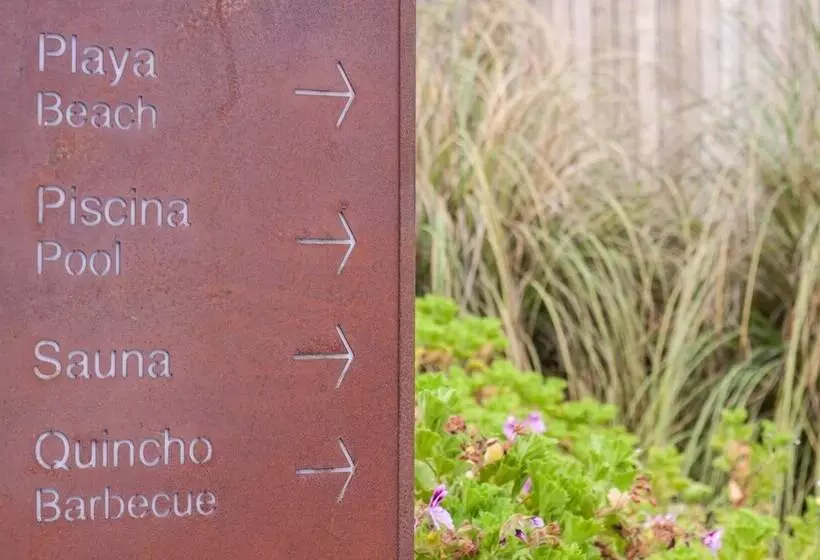 Playa
Beach
Piscina
Pool
Sauna
Quincho
Barbecue